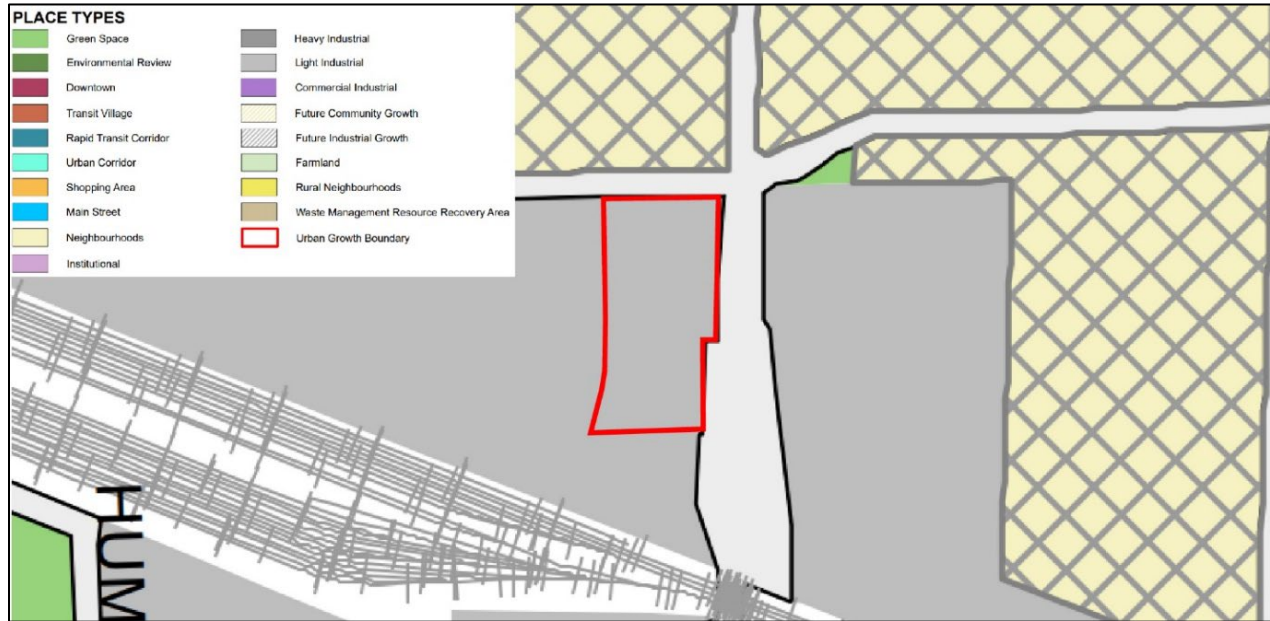 PLACE TYPES
Green Space
Environmental Review
Downtown
Transit Village
Rapid Transit Corridor
Urban Corridor
Shopping Area
Main Street
Neighbourhoods
Institutional
Heavy Industrial
Light Industrial
Commercial Industrial
Future Community Growth
Future Industrial Growth
Farmland
Rural Neighbourhoods
Waste Management Resource Recovery Area
Urban Growth Boundary
HUM